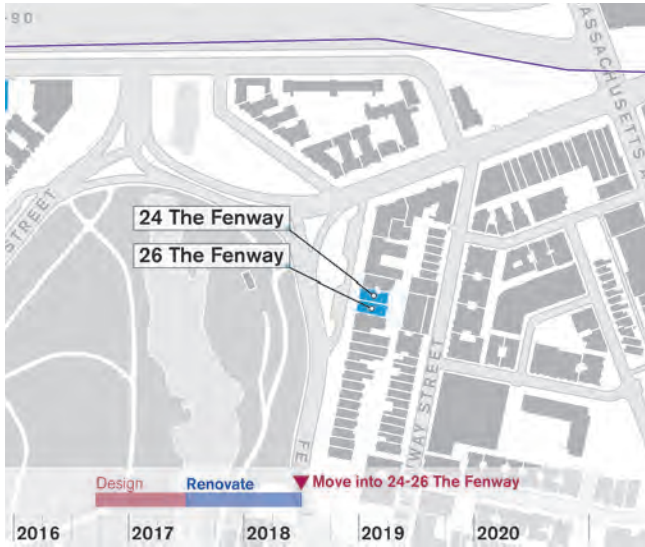 -90
ASSACHUSETTS A
STREET
24 The Fenway
26 The Fenway
WAY STREET
FE
Design
Renovate
Move into 24-26 The Fenway
2016
2017
2018
2019
2020